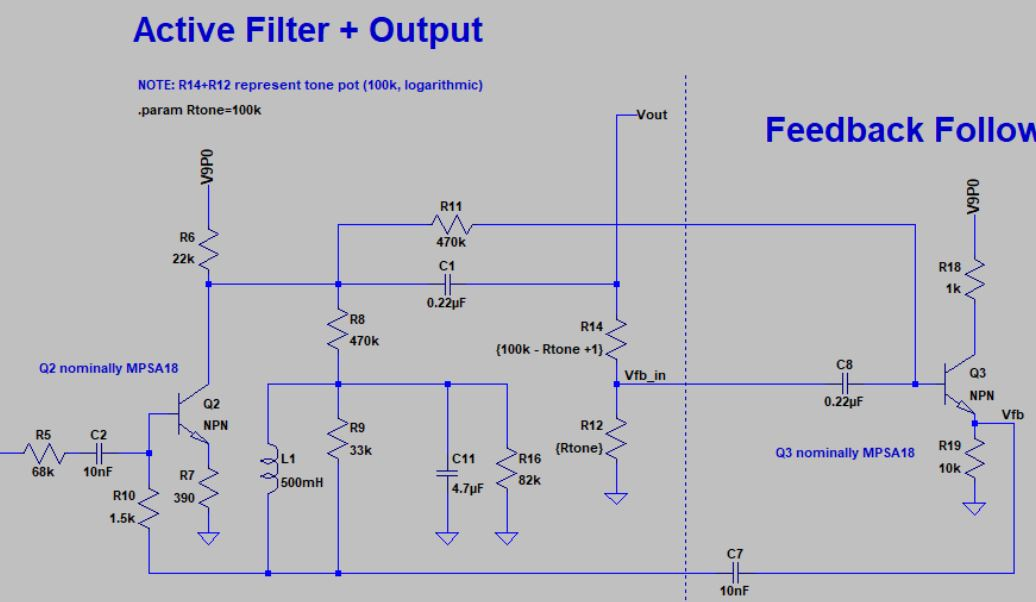 Active Filter + Output
NOTE: R14+R12 represent tone pot (100k, logarithmic)
.param Rtone=100k
Vout
Feedback Follow
V9P0
V9P0
R11
470k
R6
22k
C1
0.22µF
R18
1k
R8
470k
R14
{100k - Rtone +1}
Q2 nominally MPSA18
Vfb_in
C8
0.22µF
Q3
NPN
Q2
NPN
Vfb
R5
68k
C2
10nF
R9
33k
R12
{Rtone}
Q3 nominally MPSA18
R19
10k
L1
500mH
C11
4.7µF
R16
82k
R7
390
R10
1.5k
C7
10nF